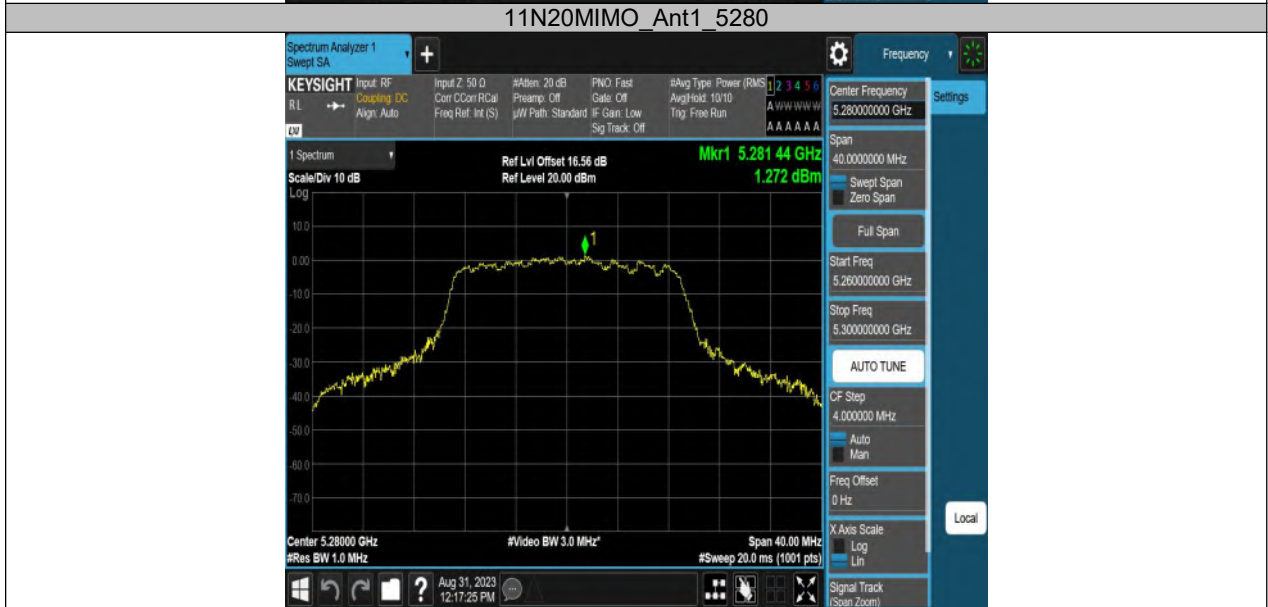 11N20MIMO_Ant1_5280
Spectrum Analyzer 1
Swept SA
Frequency
KEYSIGHT
RL
LXI
Input: RF
Coupling: DC
Align: Auto
Input Z: 50 Ω
Corr CCorr RCal
Freq Ref: Int (S)
#Atten: 20 dB
Preamp: Off
µW Path: Standard
PNO: Fast
Gate: Off
IF Gain: Low
Sig Track: Off
#Avg Type: Power (RMS
Avg|Hold: 10/10
Trig: Free Run
1 2 3 4 5 6
A W W W W W
A A A A A A
Center Frequency
5.280000000 GHz
Settings
1 Spectrum
Scale/Div 10 dB
Ref Lvl Offset 16.56 dB
Ref Level 20.00 dBm
Mkr1 5.281 44 GHz
1.272 dBm
Log
10.0
0.00
-10.0
-20.0
-30.0
-40.0
-50.0
-60.0
-70.0
1
Center 5.28000 GHz
#Res BW 1.0 MHz
#Video BW 3.0 MHz*
Span 40.00 MHz
#Sweep 20.0 ms (1001 pts)
Span
40.0000000 MHz
Swept Span
Zero Span
Full Span
Start Freq
5.260000000 GHz
Stop Freq
5.300000000 GHz
AUTO TUNE
CF Step
4.000000 MHz
Auto
Man
Freq Offset
0 Hz
X Axis Scale
Log
Lin
Signal Track
(Span Zoom)
Local
?
Aug 31, 2023
12:17:25 PM